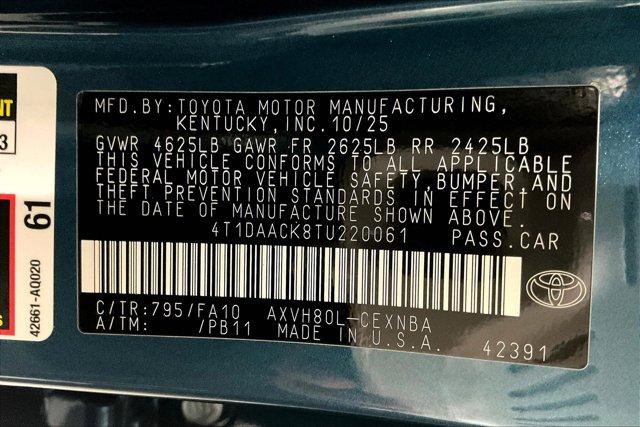 MFD.BY:TOYOTA MOTOR MANUFACTURING,
KENTUCKY,INC.10/25
GVWR 4625LB GAWR FR 2625LB RR 2425LB
THIS VEHICLE CONFORMS TO ALL APPLICABLE
FEDERAL MOTOR VEHICLE SAFETY,BUMPER,AND
THEFT PREVENTION STANDARDS IN EFFECT ON
THE DATE OF MANUFACTURE SHOWN ABOVE.
4T1DAACK8TU220061 PASS.CAR
C/TR:795/FA10 AXVH80L-CEXNBA
A/TM: /PB11 MADE IN U.S.A.
42391
61
42661-AQ020